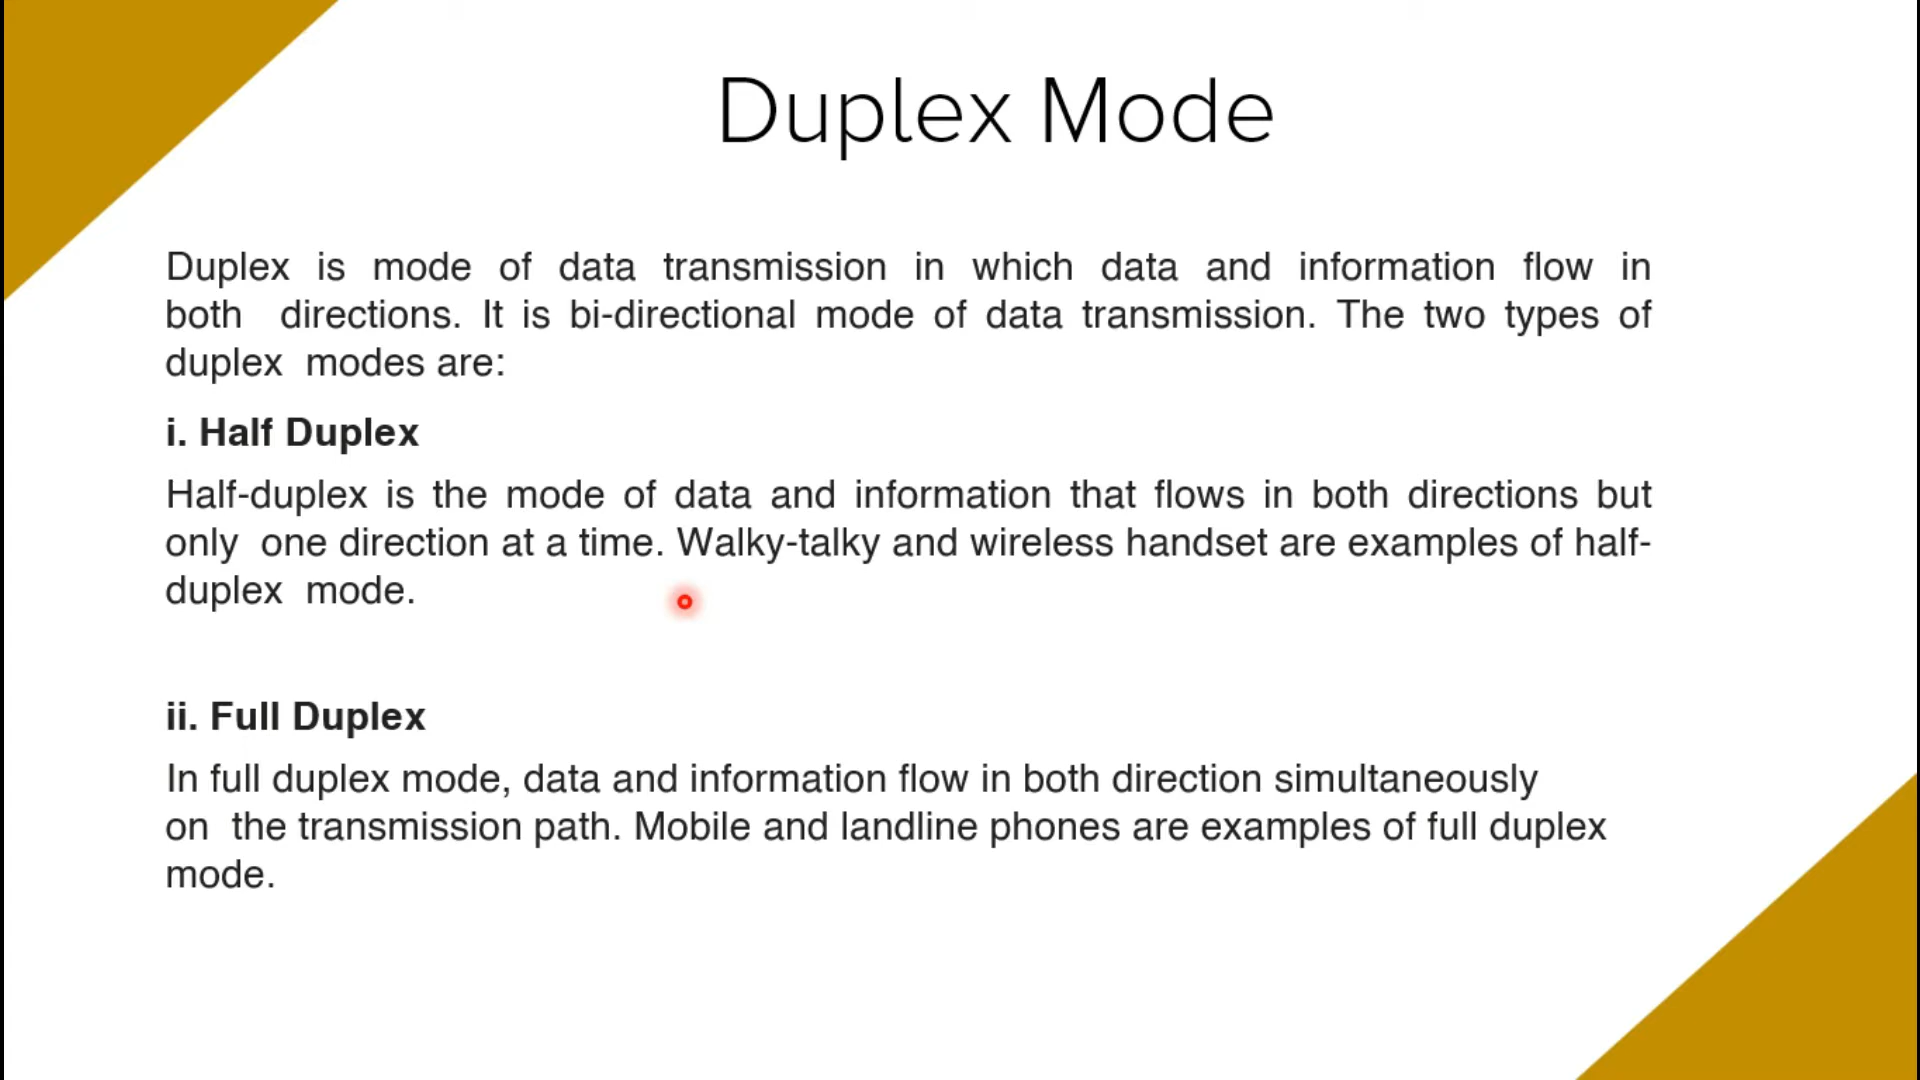 Duplex Mode
Duplex is mode of data transmission in which data and information flow in
both directions. It is bi-directional mode of data transmission. The two types of
duplex modes are:
i. Half Duplex
Half-duplex is the mode of data and information that flows in both directions but
only one direction at a time. Walky-talky and wireless handset are examples of half-
duplex mode.
ii. Full Duplex
In full duplex mode, data and information flow in both direction simultaneously
on the transmission path. Mobile and landline phones are examples of full duplex
mode.